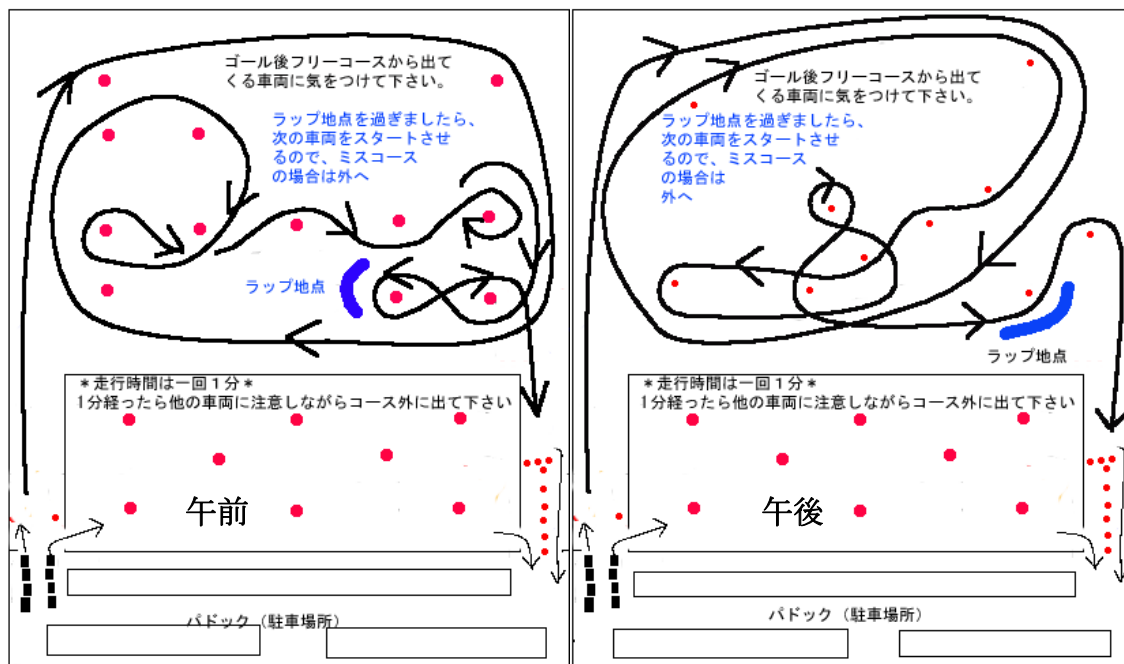 ゴール後フリーコースから出て
くる車両に気をつけて下さい。
ラップ地点を過ぎましたら、
次の車両をスタートさせ
るので、ミスコース
の場合は外へ
ラップ地点
＊走行時間は一回１分＊
1分経ったら他の車両に注意しながらコース外に出て下さい
午前
パドック（駐車場所）
ゴール後フリーコースから出て
くる車両に気をつけて下さい。
ラップ地点を過ぎましたら、
次の車両をスタートさせ
るので、ミスコース
の場合は
外へ
ラップ地点
＊走行時間は一回１分＊
1分経ったら他の車両に注意しながらコース外に出て下さい
午後
パドック（駐車場所）